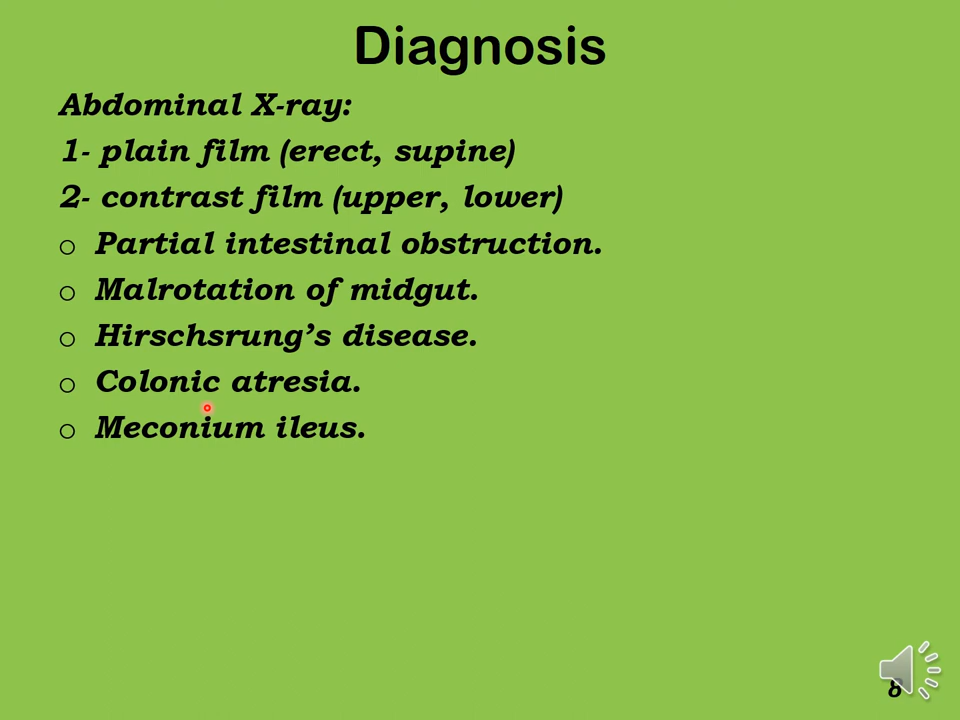 Diagnosis
Abdominal X-ray:
1- plain film (erect, supine)
2- contrast film (upper, lower)
o Partial intestinal obstruction.
o Malrotation of midgut.
o Hirschsrung’s disease.
o Colonic atresia.
o Meconium ileus.
8